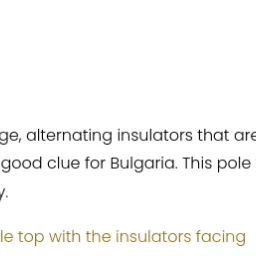 ge, alternating insulators that are
good clue for Bulgaria. This pole
y.
le top with the insulators facing